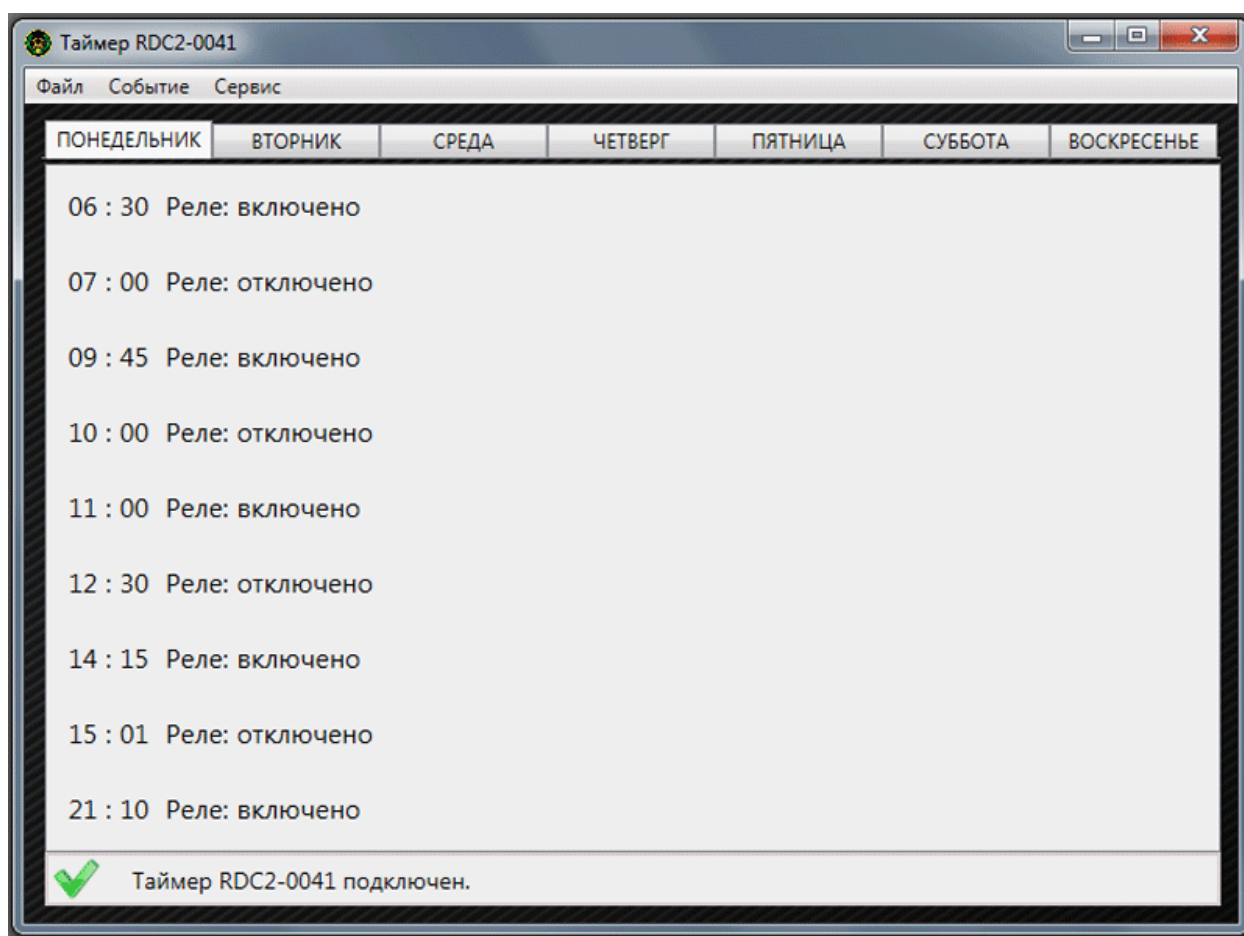 Таймер RDC2-0041
Файл Событие Сервис
ПОНЕДЕЛЬНИК ВТОРНИК СРЕДА ЧЕТВЕРГ ПЯТНИЦА СУББОТА ВОСКРЕСЕНЬЕ
06 : 30 Реле: включено
07 : 00 Реле: отключено
09 : 45 Реле: включено
10 : 00 Реле: отключено
11 : 00 Реле: включено
12 : 30 Реле: отключено
14 : 15 Реле: включено
15 : 01 Реле: отключено
21 : 10 Реле: включено
Таймер RDC2-0041 подключен.